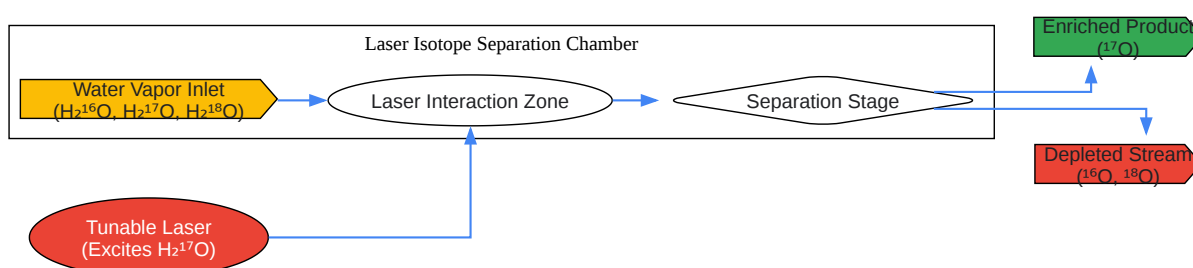 Laser Isotope Separation Chamber
Enriched Product
(¹⁷O)
Water Vapor Inlet
(H₂¹⁶O, H₂¹⁷O, H₂¹⁸O)
Laser Interaction Zone
Separation Stage
Depleted Stream
(¹⁶O, ¹⁸O)
Tunable Laser
(Excites H₂¹⁷O)